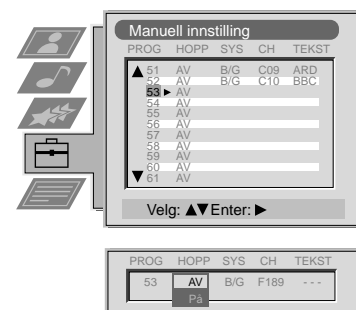 Manuell innstilling
PROG HOPP SYS CH TEKST
51 AV B/G C09 ARD
52 AV B/G C10 BBC
53 ▶ AV
54 AV
55 AV
56 AV
57 AV
58 AV
59 AV
60 AV
61 AV
Velg: ▲▼ Enter: ▶
PROG HOPP SYS CH TEKST
53 AV B/G F189 - - -
På